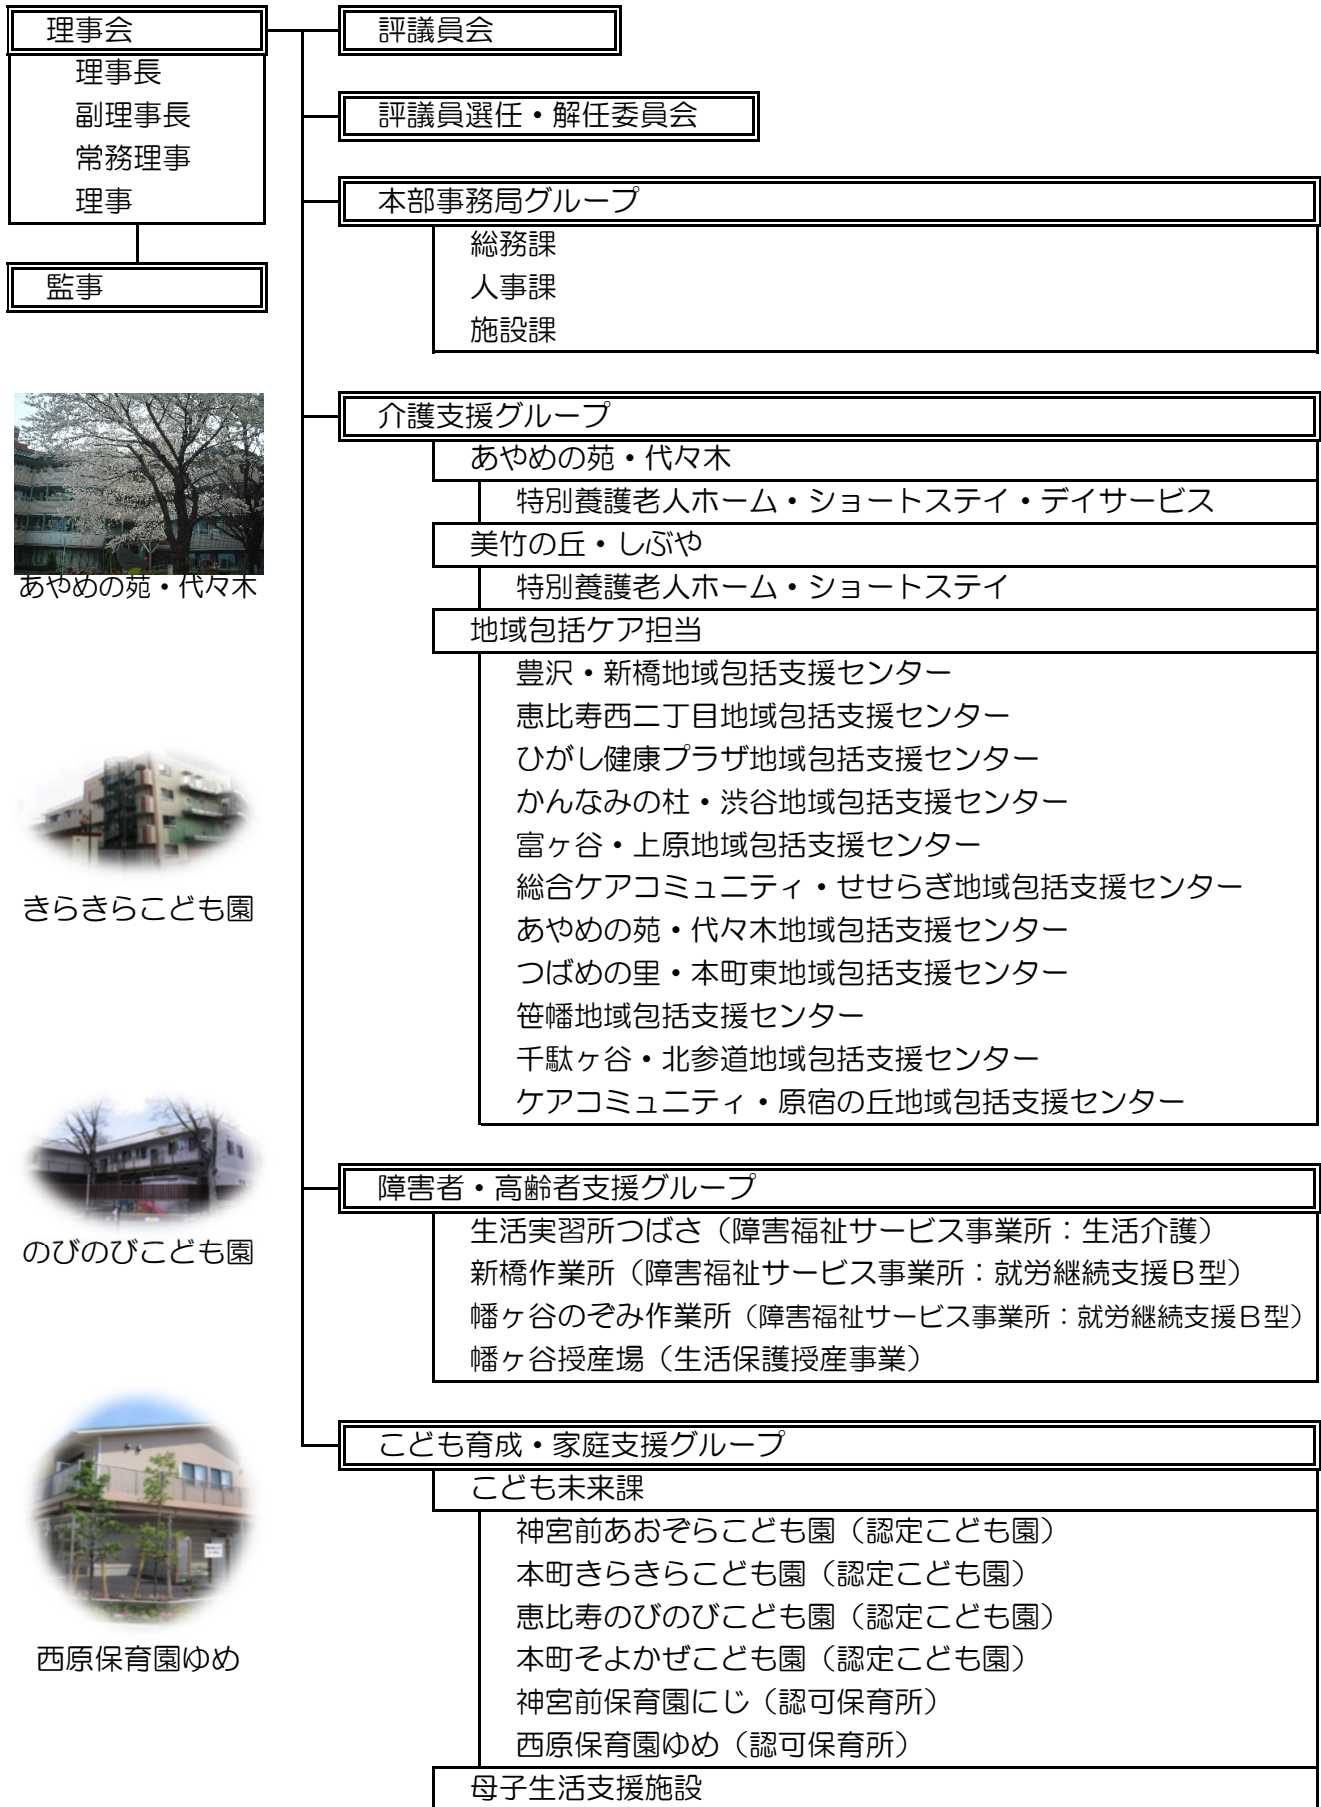 理事会
理事長
副理事長
常務理事
理事
監事
評議員会
評議員選任・解任委員会
本部事務局グループ
総務課
人事課
施設課
介護支援グループ
あやめの苑・代々木
特別養護老人ホーム・ショートステイ・デイサービス
美竹の丘・しぶや
特別養護老人ホーム・ショートステイ
地域包括ケア担当
豊沢・新橋地域包括支援センター
恵比寿西二丁目地域包括支援センター
ひがし健康プラザ地域包括支援センター
かんなみの杜・渋谷地域包括支援センター
富ヶ谷・上原地域包括支援センター
総合ケアコミュニティ・せせらぎ地域包括支援センター
あやめの苑・代々木地域包括支援センター
つばめの里・本町東地域包括支援センター
笹幡地域包括支援センター
千駄ヶ谷・北参道地域包括支援センター
ケアコミュニティ・原宿の丘地域包括支援センター
障害者・高齢者支援グループ
生活実習所つばさ（障害福祉サービス事業所：生活介護）
新橋作業所（障害福祉サービス事業所：就労継続支援Ｂ型）
幡ヶ谷のぞみ作業所（障害福祉サービス事業所：就労継続支援Ｂ型）
幡ヶ谷授産場（生活保護授産事業）
こども育成・家庭支援グループ
こども未来課
神宮前あおぞらこども園（認定こども園）
本町きらきらこども園（認定こども園）
恵比寿のびのびこども園（認定こども園）
本町そよかぜこども園（認定こども園）
神宮前保育園にじ（認可保育所）
西原保育園ゆめ（認可保育所）
母子生活支援施設
あやめの苑・代々木
きらきらこども園
のびのびこども園
西原保育園ゆめ